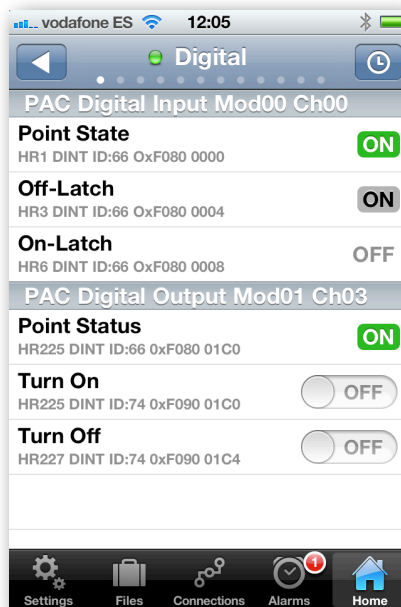 vodafone ES 12:05
Digital
PAC Digital Input Mod00 Ch00
Point State
HR1 DINT ID:66 OxF080 0000
ON
Off-Latch
HR3 DINT ID:66 OxF080 0004
ON
On-Latch
HR6 DINT ID:66 OxF080 0008
OFF
PAC Digital Output Mod01 Ch03
Point Status
HR225 DINT ID:66 0xF080 01C0
ON
Turn On
HR225 DINT ID:74 0xF090 01C0
OFF
Turn Off
HR227 DINT ID:74 0xF090 01C4
OFF
1
Settings Files Connections Alarms Home